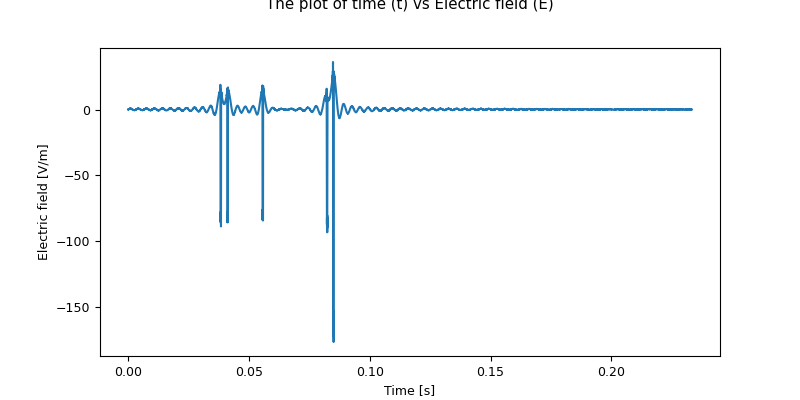 The plot of time (t) vs Electric field (E)
0
−50
−100
−150
Electric field [V/m]
0.00 0.05 0.10 0.15 0.20
Time [s]